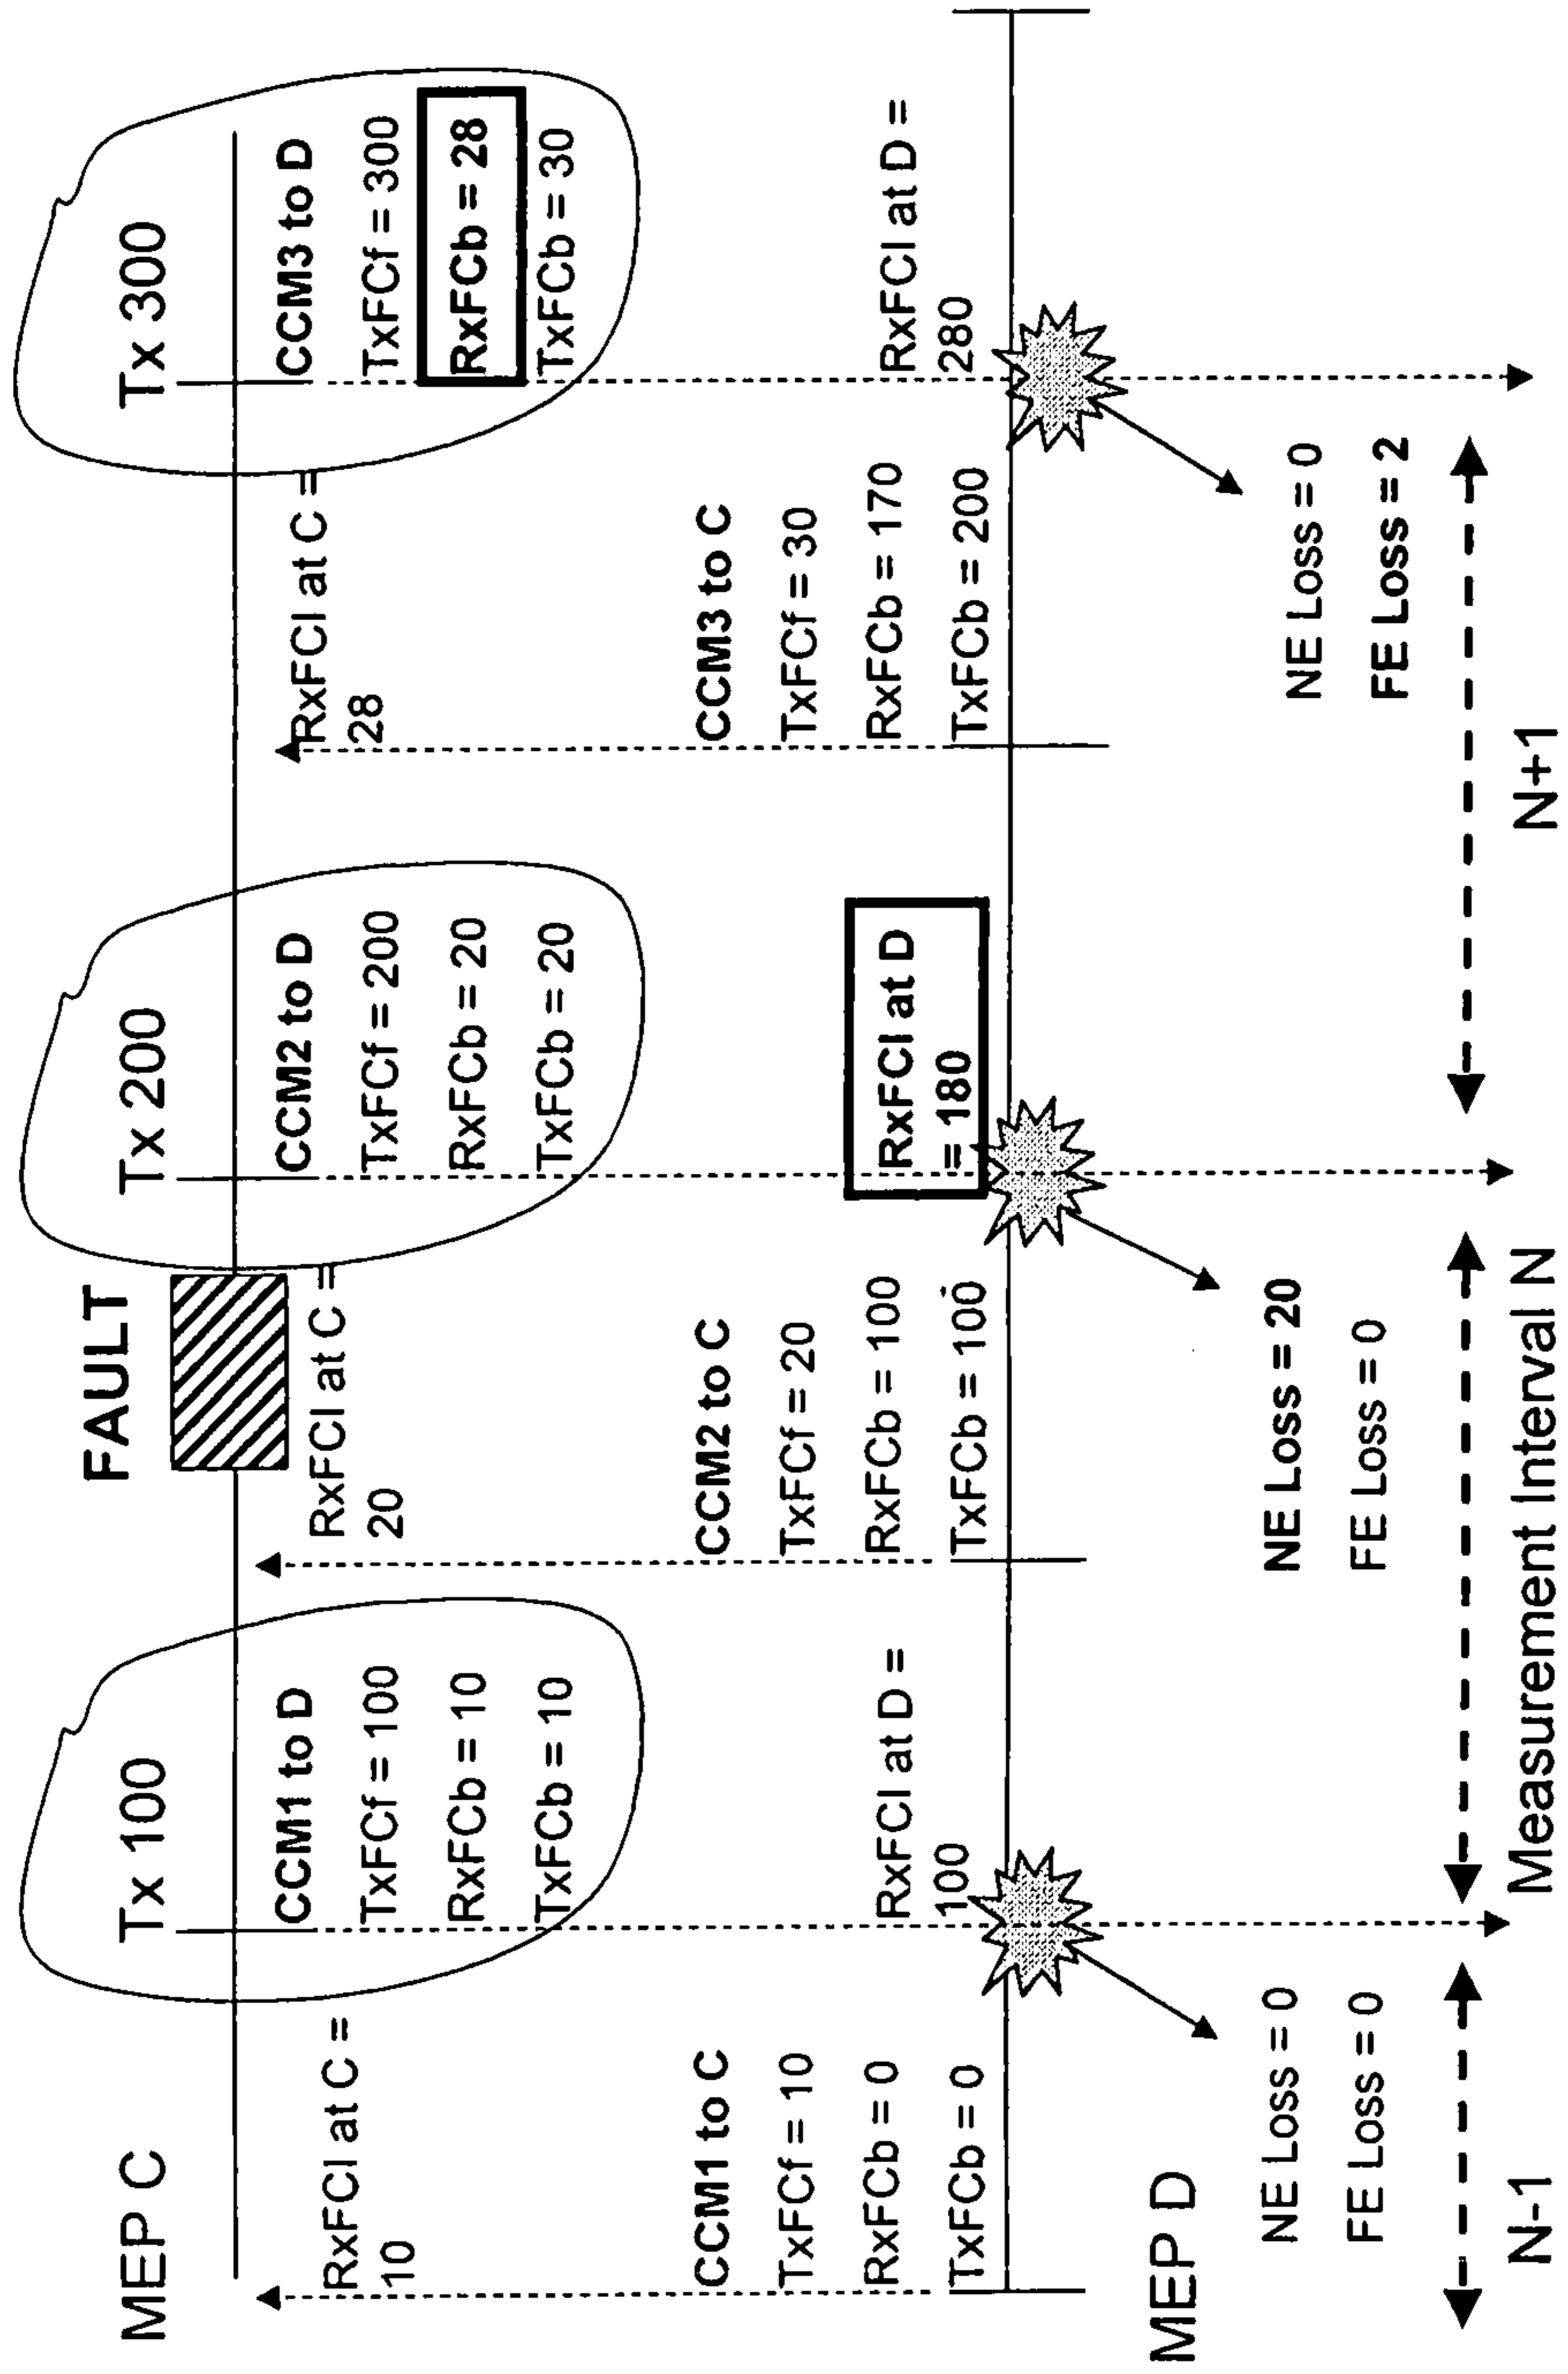 MEP C
Tx 100
FAULT
Tx 200
Tx 300
RxFCl at C =
10
CCM1 to D
TxFCf = 100
RxFCb = 10
TxFCb = 10
RxFCl at C =
20
CCM2 to D
TxFCf = 200
RxFCb = 20
TxFCb = 20
RxFCl at C =
28
CCM3 to D
TxFCf = 300
RxFCb = 28
TxFCb = 30
CCM1 to C
TxFCf = 10
RxFCb = 0
TxFCb = 0
RxFCl at D =
100
CCM2 to C
TxFCf = 20
RxFCb = 100
TxFCb = 100
RxFCl at D
= 180
CCM3 to C
TxFCf = 30
RxFCb = 170
TxFCb = 200
RxFCl at D =
280
MEP D
NE Loss = 0
FE Loss = 0
NE Loss = 20
FE Loss = 0
NE Loss = 0
FE Loss = 2
N-1
Measurement Interval N
N+1